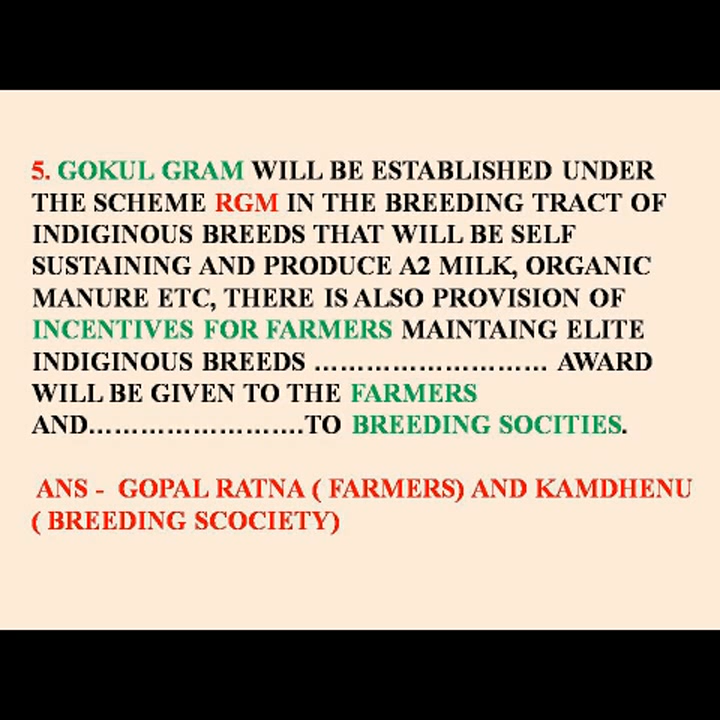 5. GOKUL GRAM WILL BE ESTABLISHED UNDER
THE SCHEME RGM IN THE BREEDING TRACT OF
INDIGINOUS BREEDS THAT WILL BE SELF
SUSTAINING AND PRODUCE A2 MILK, ORGANIC
MANURE ETC, THERE IS ALSO PROVISION OF
INCENTIVES FOR FARMERS MAINTAING ELITE
INDIGINOUS BREEDS ……………………… AWARD
WILL BE GIVEN TO THE FARMERS
AND…………………….TO BREEDING SOCITIES.
ANS - GOPAL RATNA ( FARMERS) AND KAMDHENU
( BREEDING SCOCIETY)